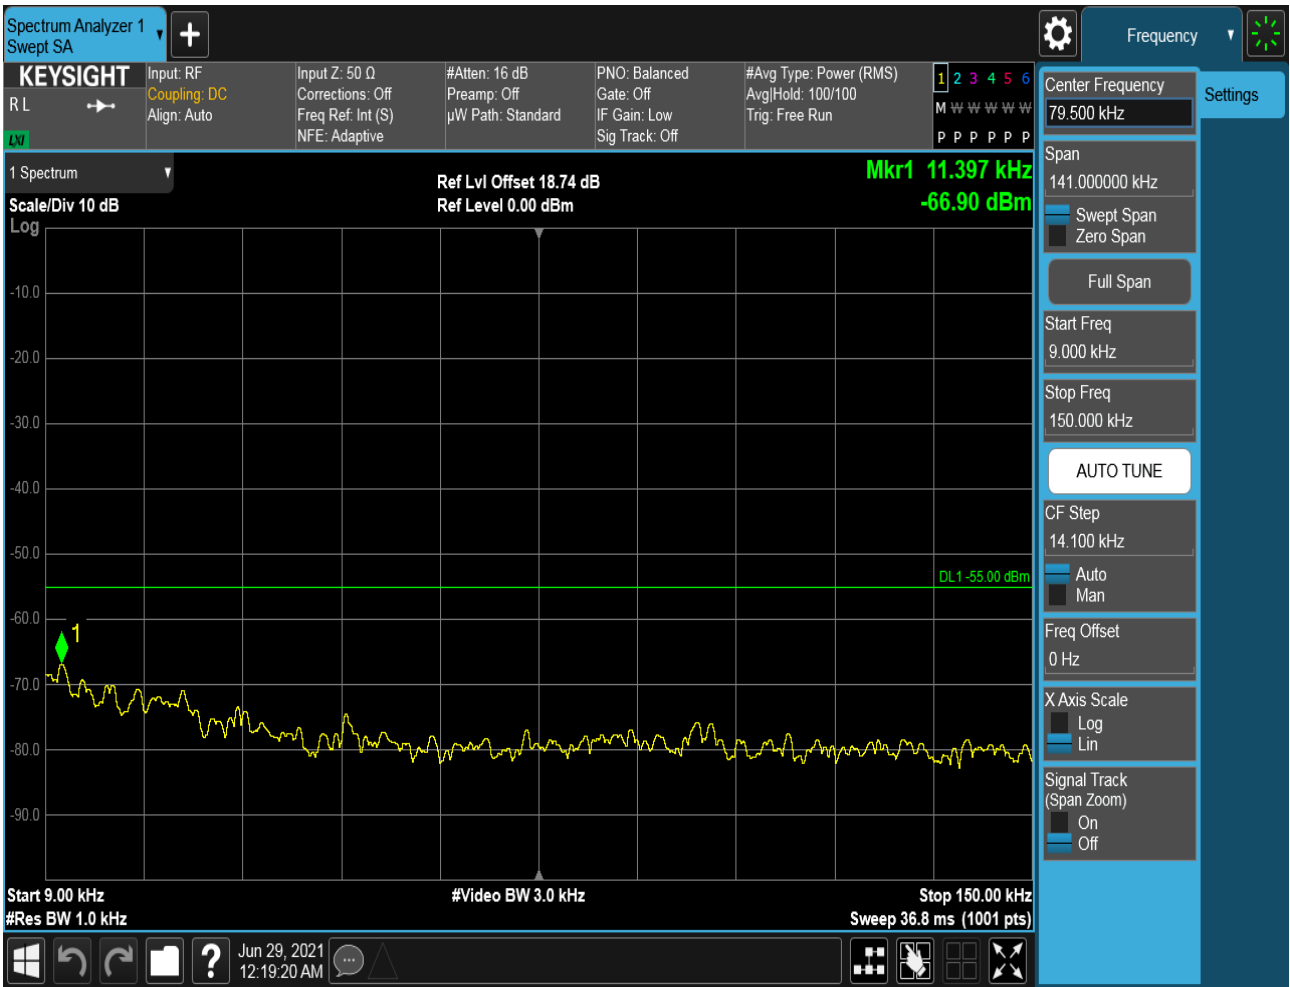 Spectrum Analyzer 1
Swept SA
Frequency
KEYSIGHT
R L
LXI
Input: RF
Coupling: DC
Align: Auto
Input Z: 50 Ω
Corrections: Off
Freq Ref: Int (S)
NFE: Adaptive
#Atten: 16 dB
Preamp: Off
µW Path: Standard
PNO: Balanced
Gate: Off
IF Gain: Low
Sig Track: Off
#Avg Type: Power (RMS)
Avg|Hold: 100/100
Trig: Free Run
1 2 3 4 5 6
M W W W W W
P P P P P P
1 Spectrum
Scale/Div 10 dB
Log
Ref Lvl Offset 18.74 dB
Ref Level 0.00 dBm
Mkr1 11.397 kHz
-66.90 dBm
-10.0
-20.0
-30.0
-40.0
-50.0
DL1 -55.00 dBm
-60.0
1
-70.0
-80.0
-90.0
Start 9.00 kHz
#Res BW 1.0 kHz
#Video BW 3.0 kHz
Stop 150.00 kHz
Sweep 36.8 ms (1001 pts)
Center Frequency
79.500 kHz
Settings
Span
141.000000 kHz
Swept Span
Zero Span
Full Span
Start Freq
9.000 kHz
Stop Freq
150.000 kHz
AUTO TUNE
CF Step
14.100 kHz
Auto
Man
Freq Offset
0 Hz
X Axis Scale
Log
Lin
Signal Track
(Span Zoom)
On
Off
?
Jun 29, 2021
12:19:20 AM